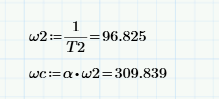 ω2 := 1/T2 = 96.825
ωc := α • ω2 = 309.839